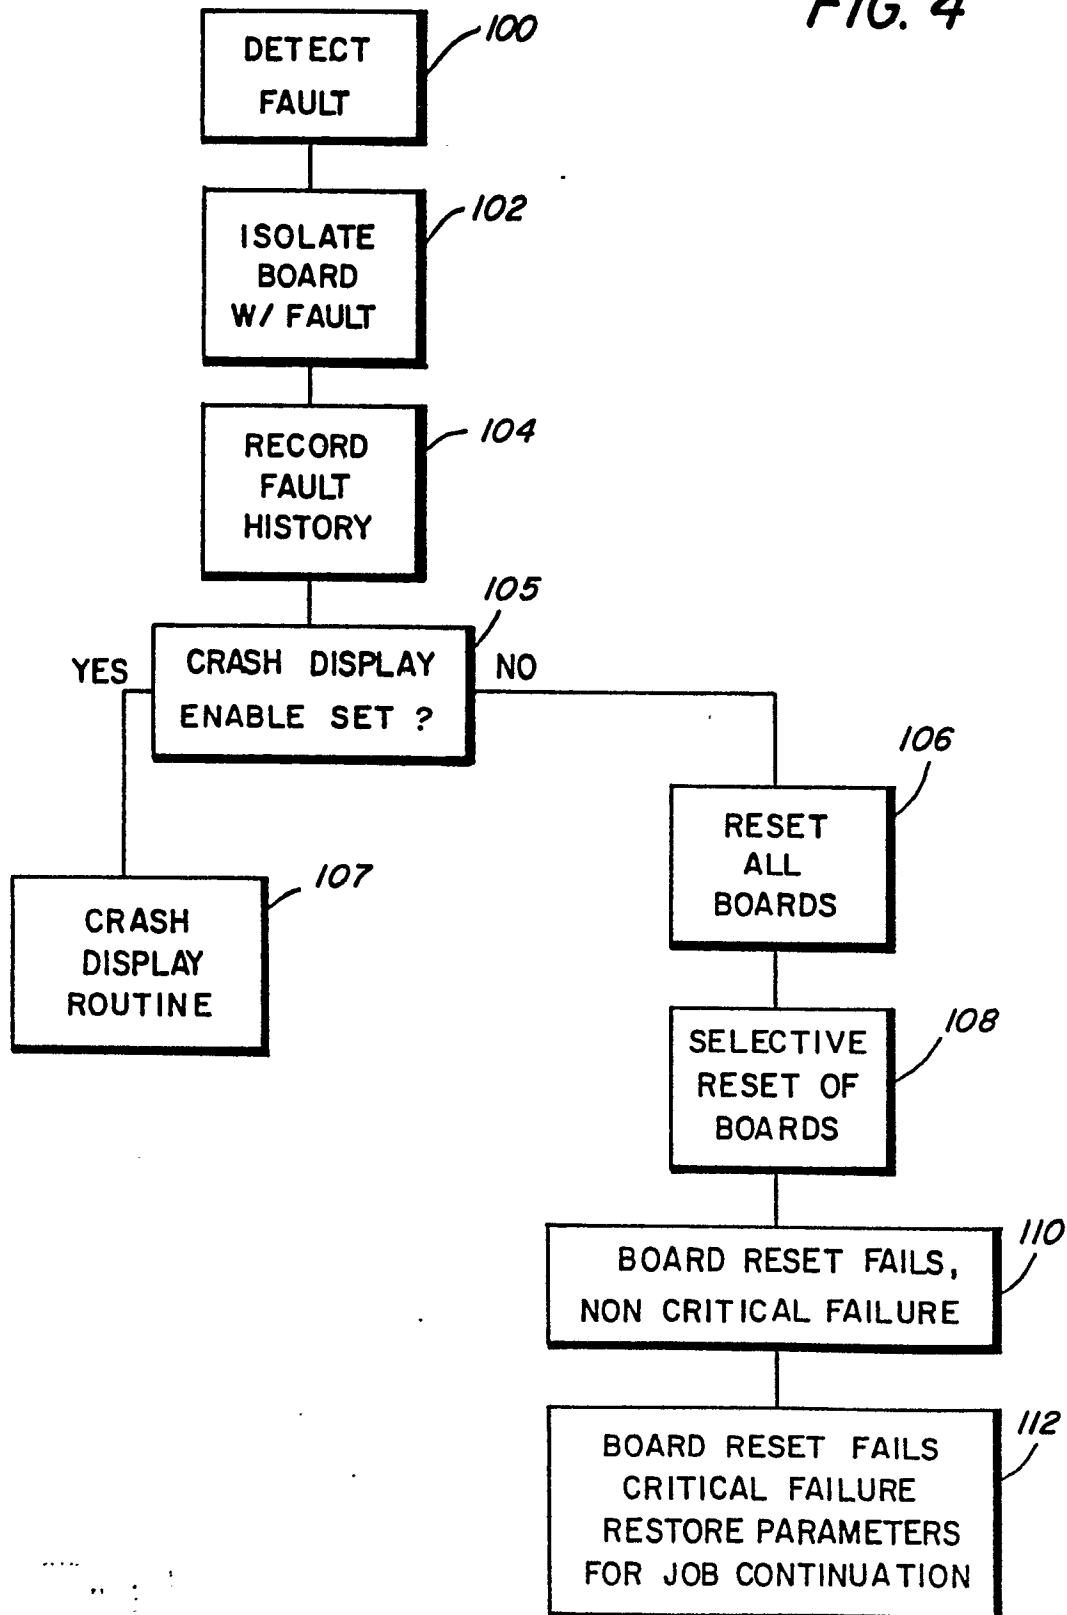 FIG. 4
100
DETECT
FAULT
102
ISOLATE
BOARD
W/ FAULT
104
RECORD
FAULT
HISTORY
105
YES
CRASH DISPLAY
ENABLE SET ?
NO
106
RESET
ALL
BOARDS
107
CRASH
DISPLAY
ROUTINE
108
SELECTIVE
RESET OF
BOARDS
110
BOARD RESET FAILS,
NON CRITICAL FAILURE
112
BOARD RESET FAILS
CRITICAL FAILURE
RESTORE PARAMETERS
FOR JOB CONTINUATION